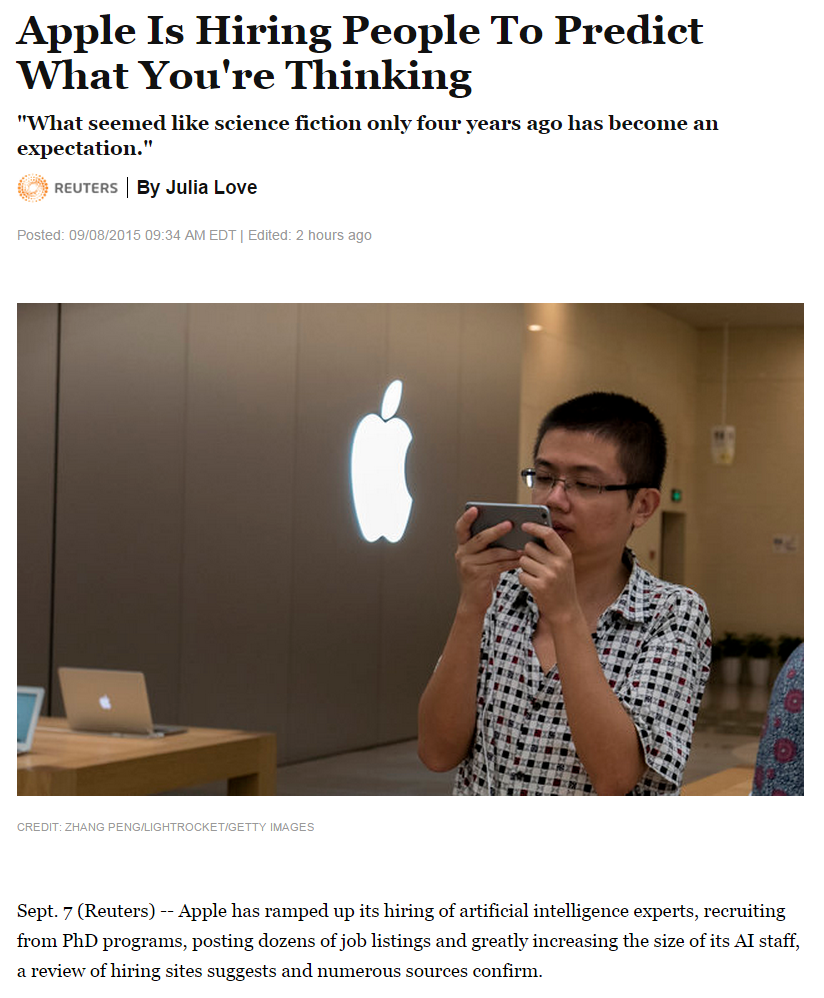 Apple Is Hiring People To Predict
What You're Thinking
"What seemed like science fiction only four years ago has become an
expectation."
REUTERS | By Julia Love
Posted: 09/08/2015 09:34 AM EDT | Edited: 2 hours ago
CREDIT: ZHANG PENG/LIGHTROCKET/GETTY IMAGES
Sept. 7 (Reuters) -- Apple has ramped up its hiring of artificial intelligence experts, recruiting
from PhD programs, posting dozens of job listings and greatly increasing the size of its AI staff,
a review of hiring sites suggests and numerous sources confirm.